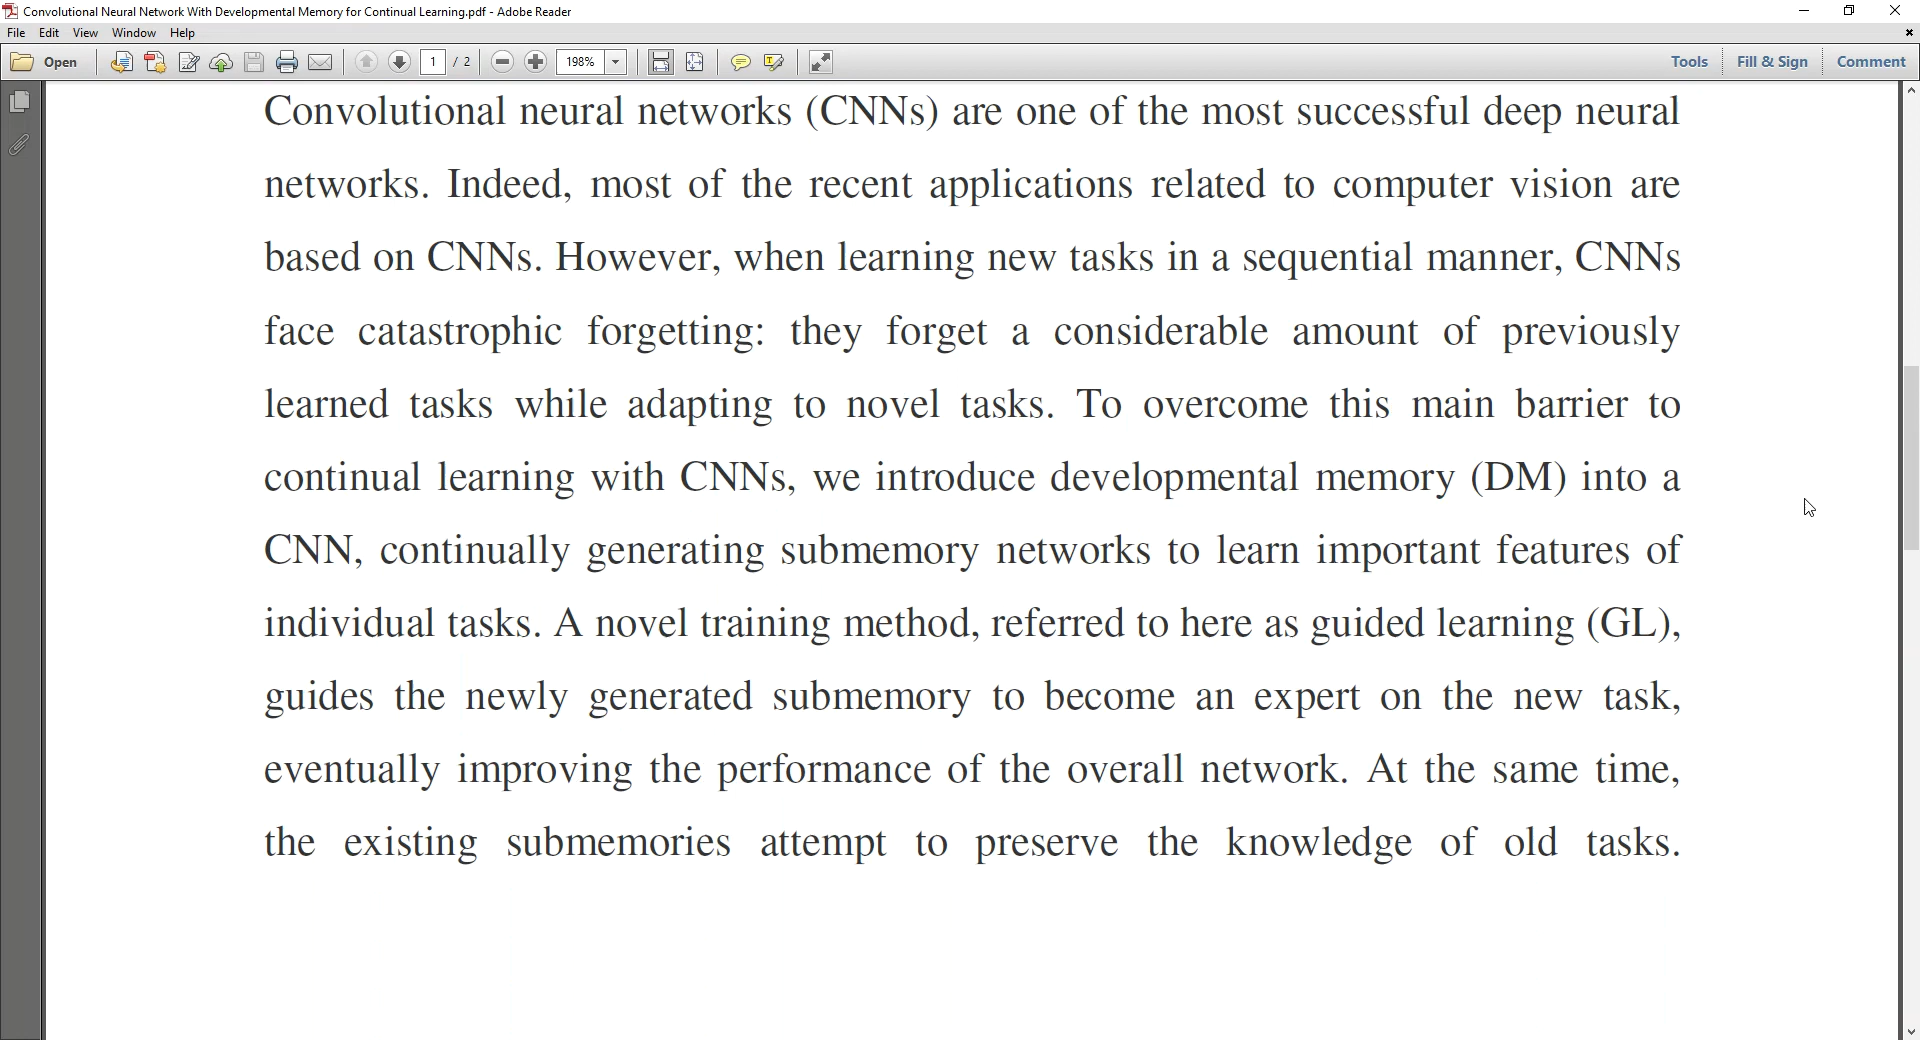 Convolutional Neural Network With Developmental Memory for Continual Learning.pdf - Adobe Reader
File Edit View Window Help
Open 1 / 2 198% Tools Fill & Sign Comment
Convolutional neural networks (CNNs) are one of the most successful deep neural
networks. Indeed, most of the recent applications related to computer vision are
based on CNNs. However, when learning new tasks in a sequential manner, CNNs
face catastrophic forgetting: they forget a considerable amount of previously
learned tasks while adapting to novel tasks. To overcome this main barrier to
continual learning with CNNs, we introduce developmental memory (DM) into a
CNN, continually generating submemory networks to learn important features of
individual tasks. A novel training method, referred to here as guided learning (GL),
guides the newly generated submemory to become an expert on the new task,
eventually improving the performance of the overall network. At the same time,
the existing submemories attempt to preserve the knowledge of old tasks.